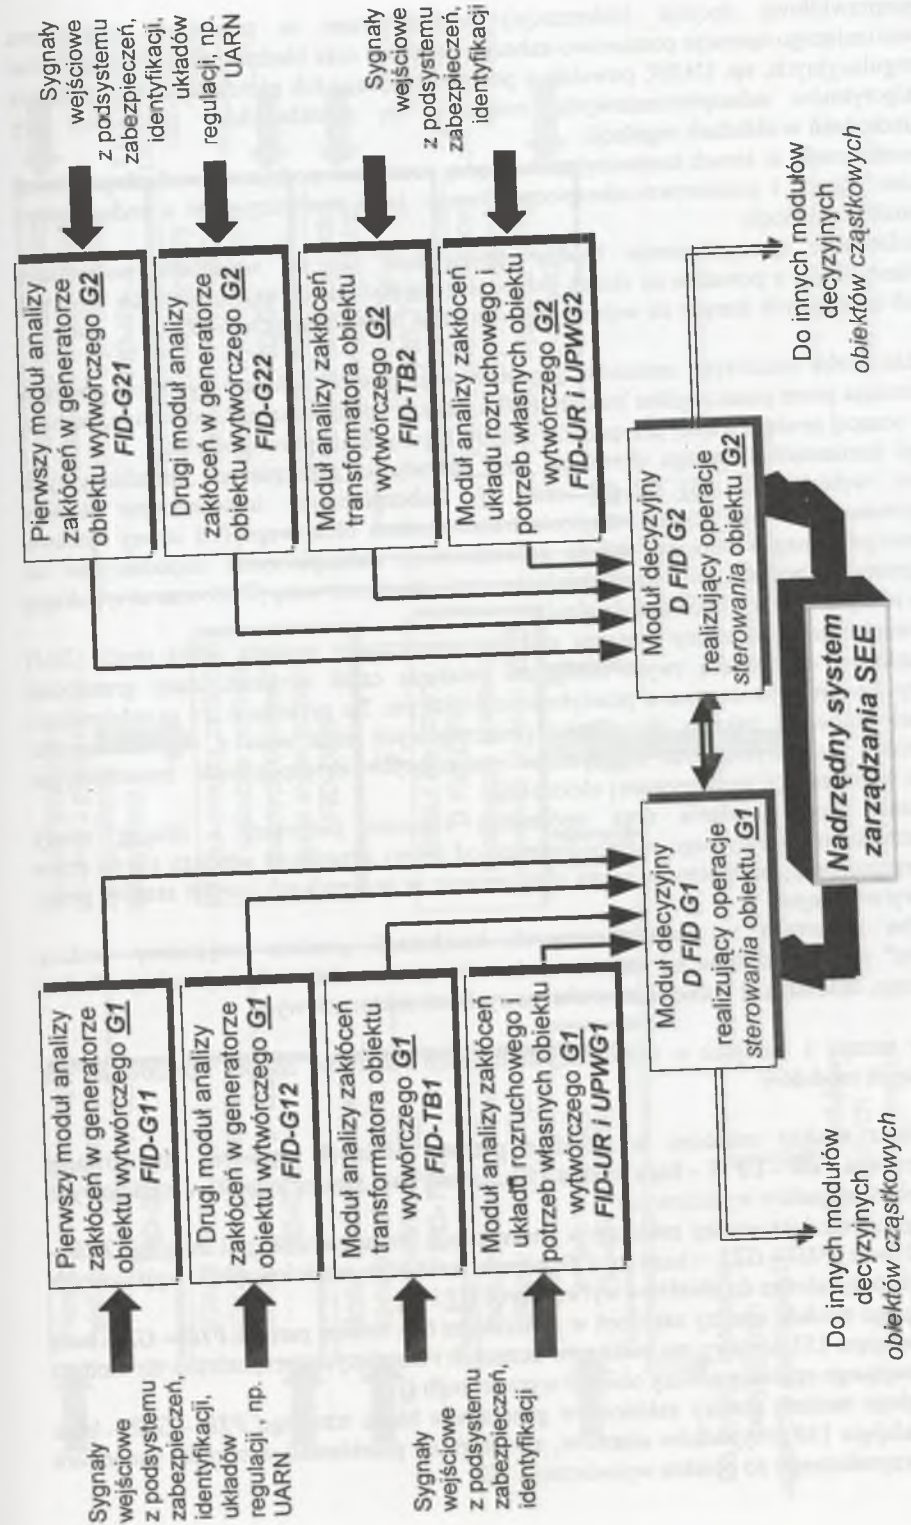 Sygnały
wejściowe
z podsystemu
zabezpieczeń,
identyfikacji,
układów
regulacji , np.
UARN
Sygnały
wejściowe
z podsystemu
zabezpieczeń,
identyfikacji
Pierwszy moduł analizy
zakłóceń w generatorze
obiektu wytwórczego G1
FID-G11
Drugi moduł analizy
zakłóceń w generatorze
obiektu wytwórczego G1
FID-G12
Moduł analizy zakłóceń
transformatora obiektu
wytwórczego G1
FID-TB1
Moduł analizy zakłóceń
układu rozruchowego i
potrzeb własnych obiektu
wytwórczego G1
FID-UR i UPWG1
Moduł decyzyjny
D FID G1
realizujący operacje
sterowania obiektu G1
Do innych modułów
decyzyjnych
obiektów cząstkowych
Pierwszy moduł analizy
zakłóceń w generatorze
obiektu wytwórczego G2
FID-G21
Drugi moduł analizy
zakłóceń w generatorze
obiektu wytwórczego G2
FID-G22
Moduł analizy zakłóceń
transformatora obiektu
wytwórczego G2
FID-TB2
Moduł analizy zakłóceń
układu rozruchowego i
potrzeb własnych obiektu
wytwórczego G2
FID-UR i UPWG2
Moduł decyzyjny
D FID G2
realizujący operacje
sterowania obiektu G2
Sygnały
wejściowe
z podsystemu
zabezpieczeń,
identyfikacji,
układów
regulacji, np.
UARN
Sygnały
wejściowe
z podsystemu
zabezpieczeń,
identyfikacji
Do innych modułów
decyzyjnych
obiektów cząstkowych
Nadrzędny system
zarządzania SEE